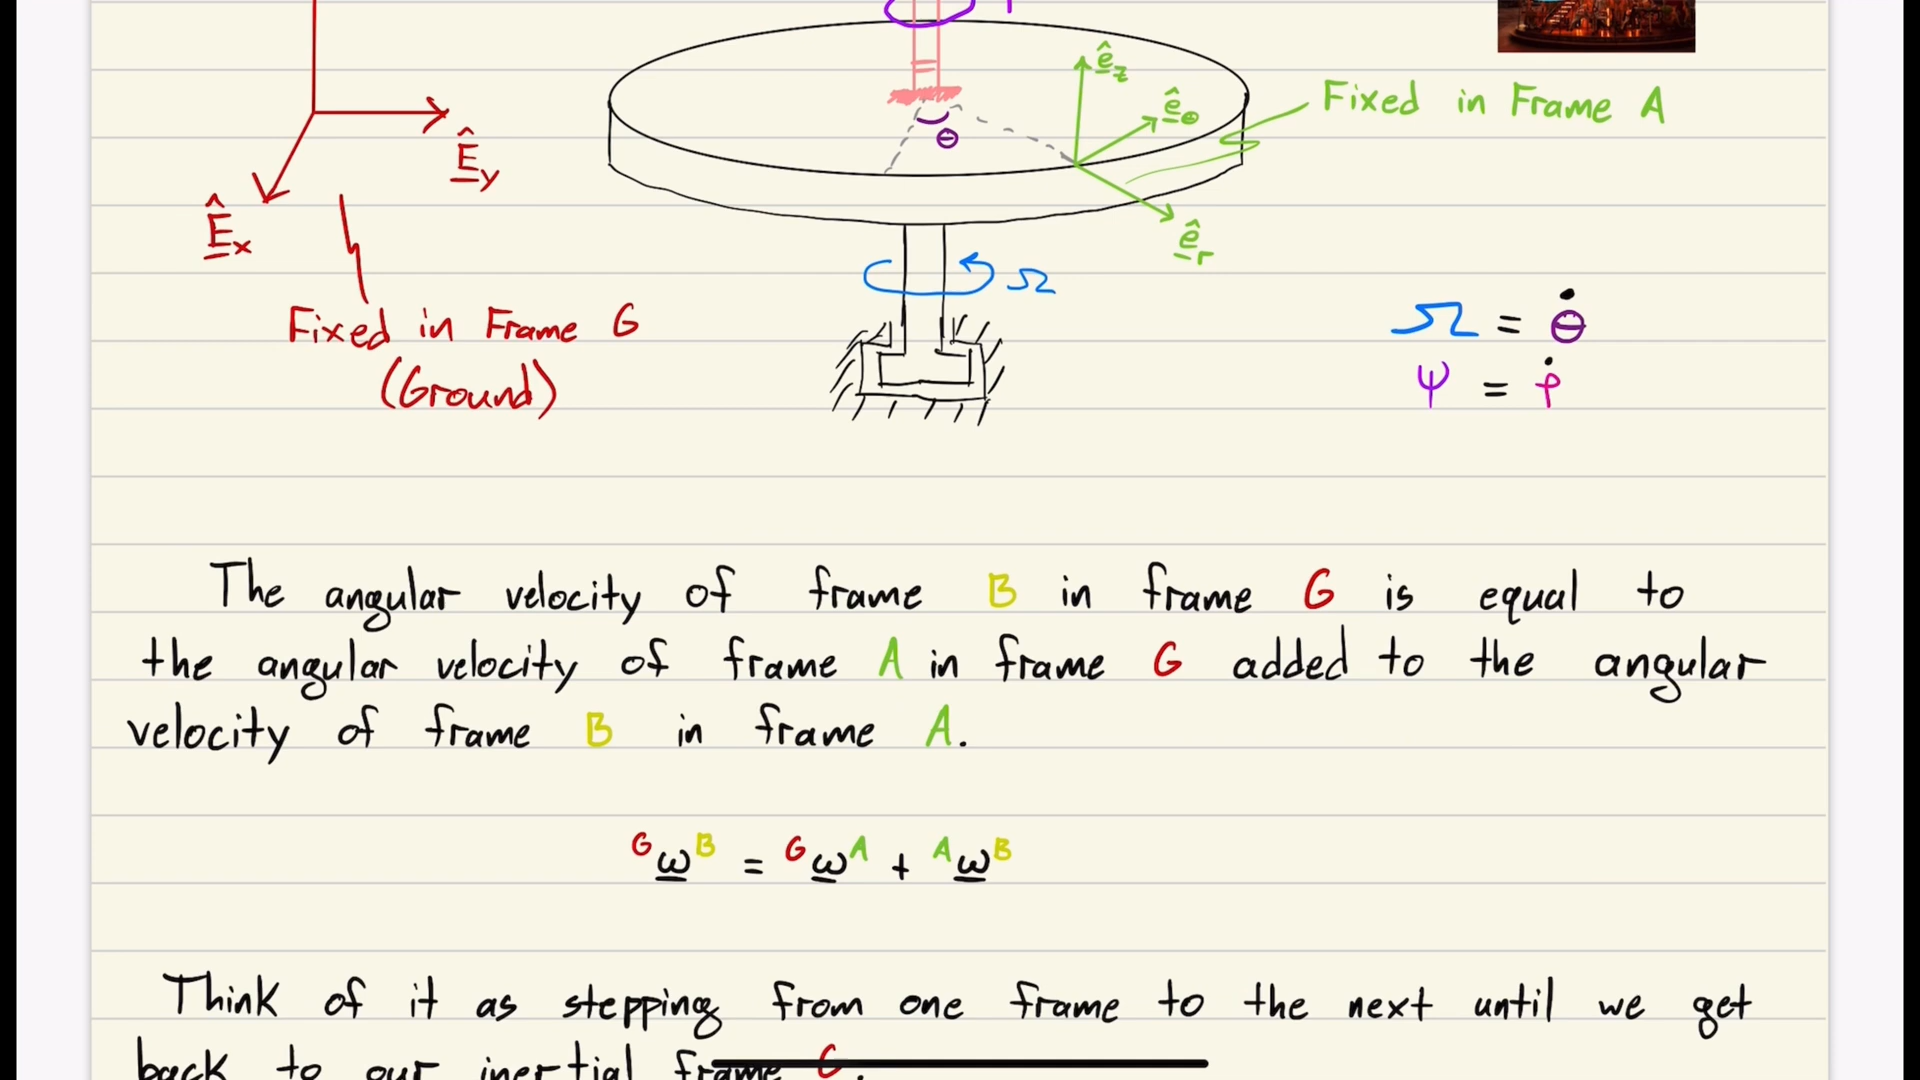 ê_z
ê_θ
Fixed in Frame A
θ
Ê_y
Ê_x
ê_r
Ω
Fixed in Frame G
(Ground)
Ω = θ̇
ψ = ṗ
The angular velocity of frame B in frame G is equal to
the angular velocity of frame A in frame G added to the angular
velocity of frame B in frame A.
ᴳω̲ᴮ = ᴳω̲ᴬ + ᴬω̲ᴮ
Think of it as stepping from one frame to the next until we get
back to our inertial frame G.